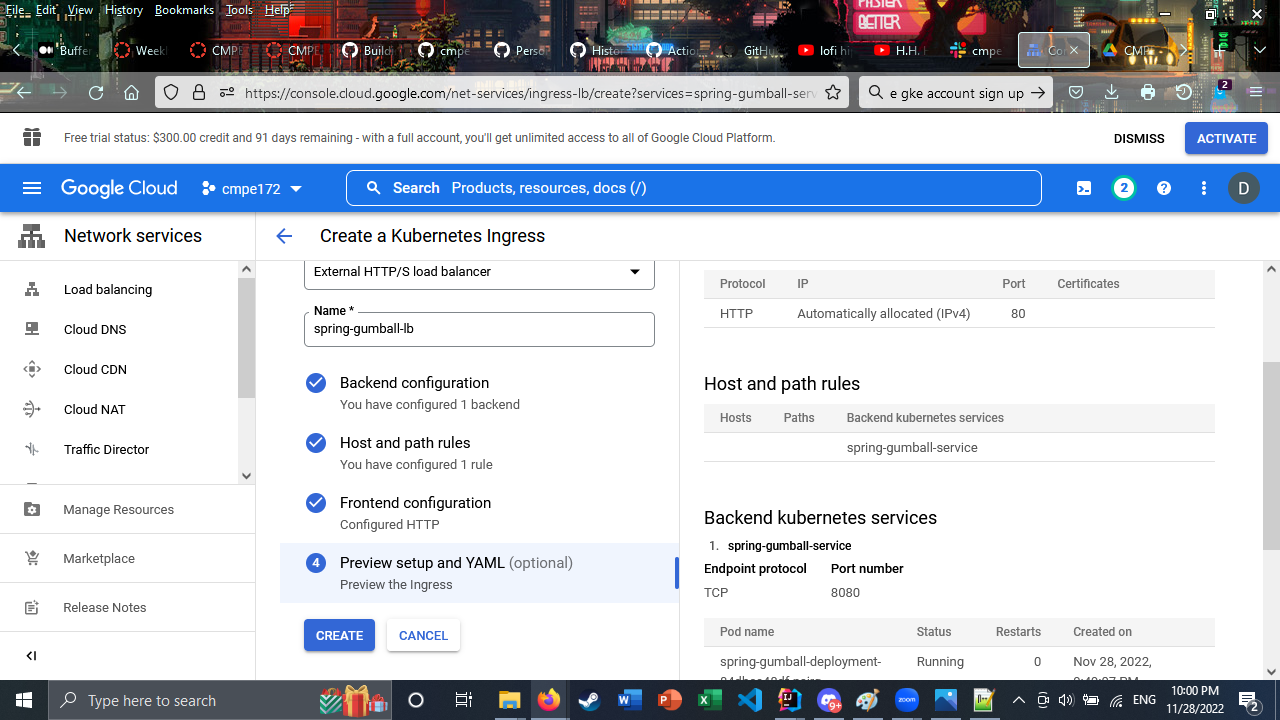 File Edit View History Bookmarks Tools Help
Buffer Week CMPE CMPE Build cmpe Perso Histor Action GitHub lofi hi H.H. cmpe Co CMP
https://console.cloud.google.com/net-services/ingress-lb/create?services=spring-gumball-serv e gke account sign up
2
Free trial status: $300.00 credit and 91 days remaining - with a full account, you'll get unlimited access to all of Google Cloud Platform. DISMISS ACTIVATE
Google Cloud cmpe172 Search Products, resources, docs (/) 2 D
Network services Create a Kubernetes Ingress
Load balancing
Cloud DNS
Cloud CDN
Cloud NAT
Traffic Director
Manage Resources
Marketplace
Release Notes
External HTTP/S load balancer
Name *
spring-gumball-lb
Backend configuration
You have configured 1 backend
Host and path rules
You have configured 1 rule
Frontend configuration
Configured HTTP
4 Preview setup and YAML (optional)
Preview the Ingress
CREATE CANCEL
Protocol IP Port Certificates
HTTP Automatically allocated (IPv4) 80
Host and path rules
Hosts Paths Backend kubernetes services
spring-gumball-service
Backend kubernetes services
1. spring-gumball-service
Endpoint protocol Port number
TCP 8080
Pod name Status Restarts Created on
spring-gumball-deployment- Running 0 Nov 28, 2022,
Type here to search
9+
zoom
ENG
10:00 PM
11/28/2022
2